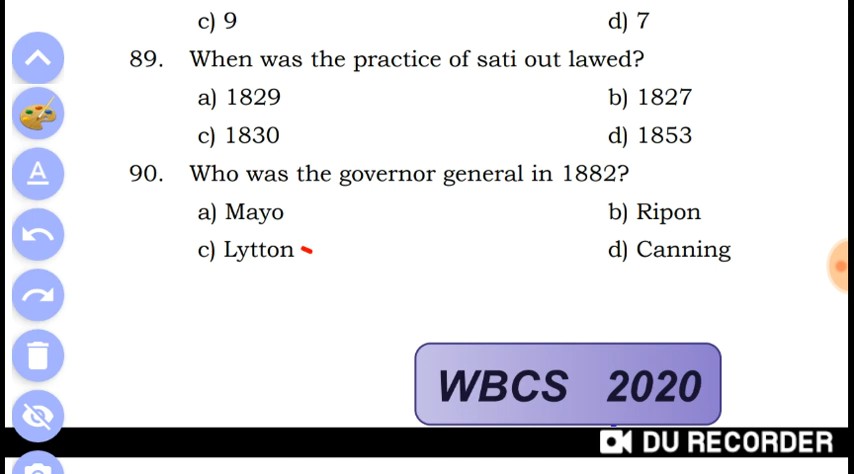 c) 9 d) 7
89. When was the practice of sati out lawed?
a) 1829 b) 1827
c) 1830 d) 1853
90. Who was the governor general in 1882?
a) Mayo b) Ripon
c) Lytton d) Canning
A
WBCS 2020
DU RECORDER